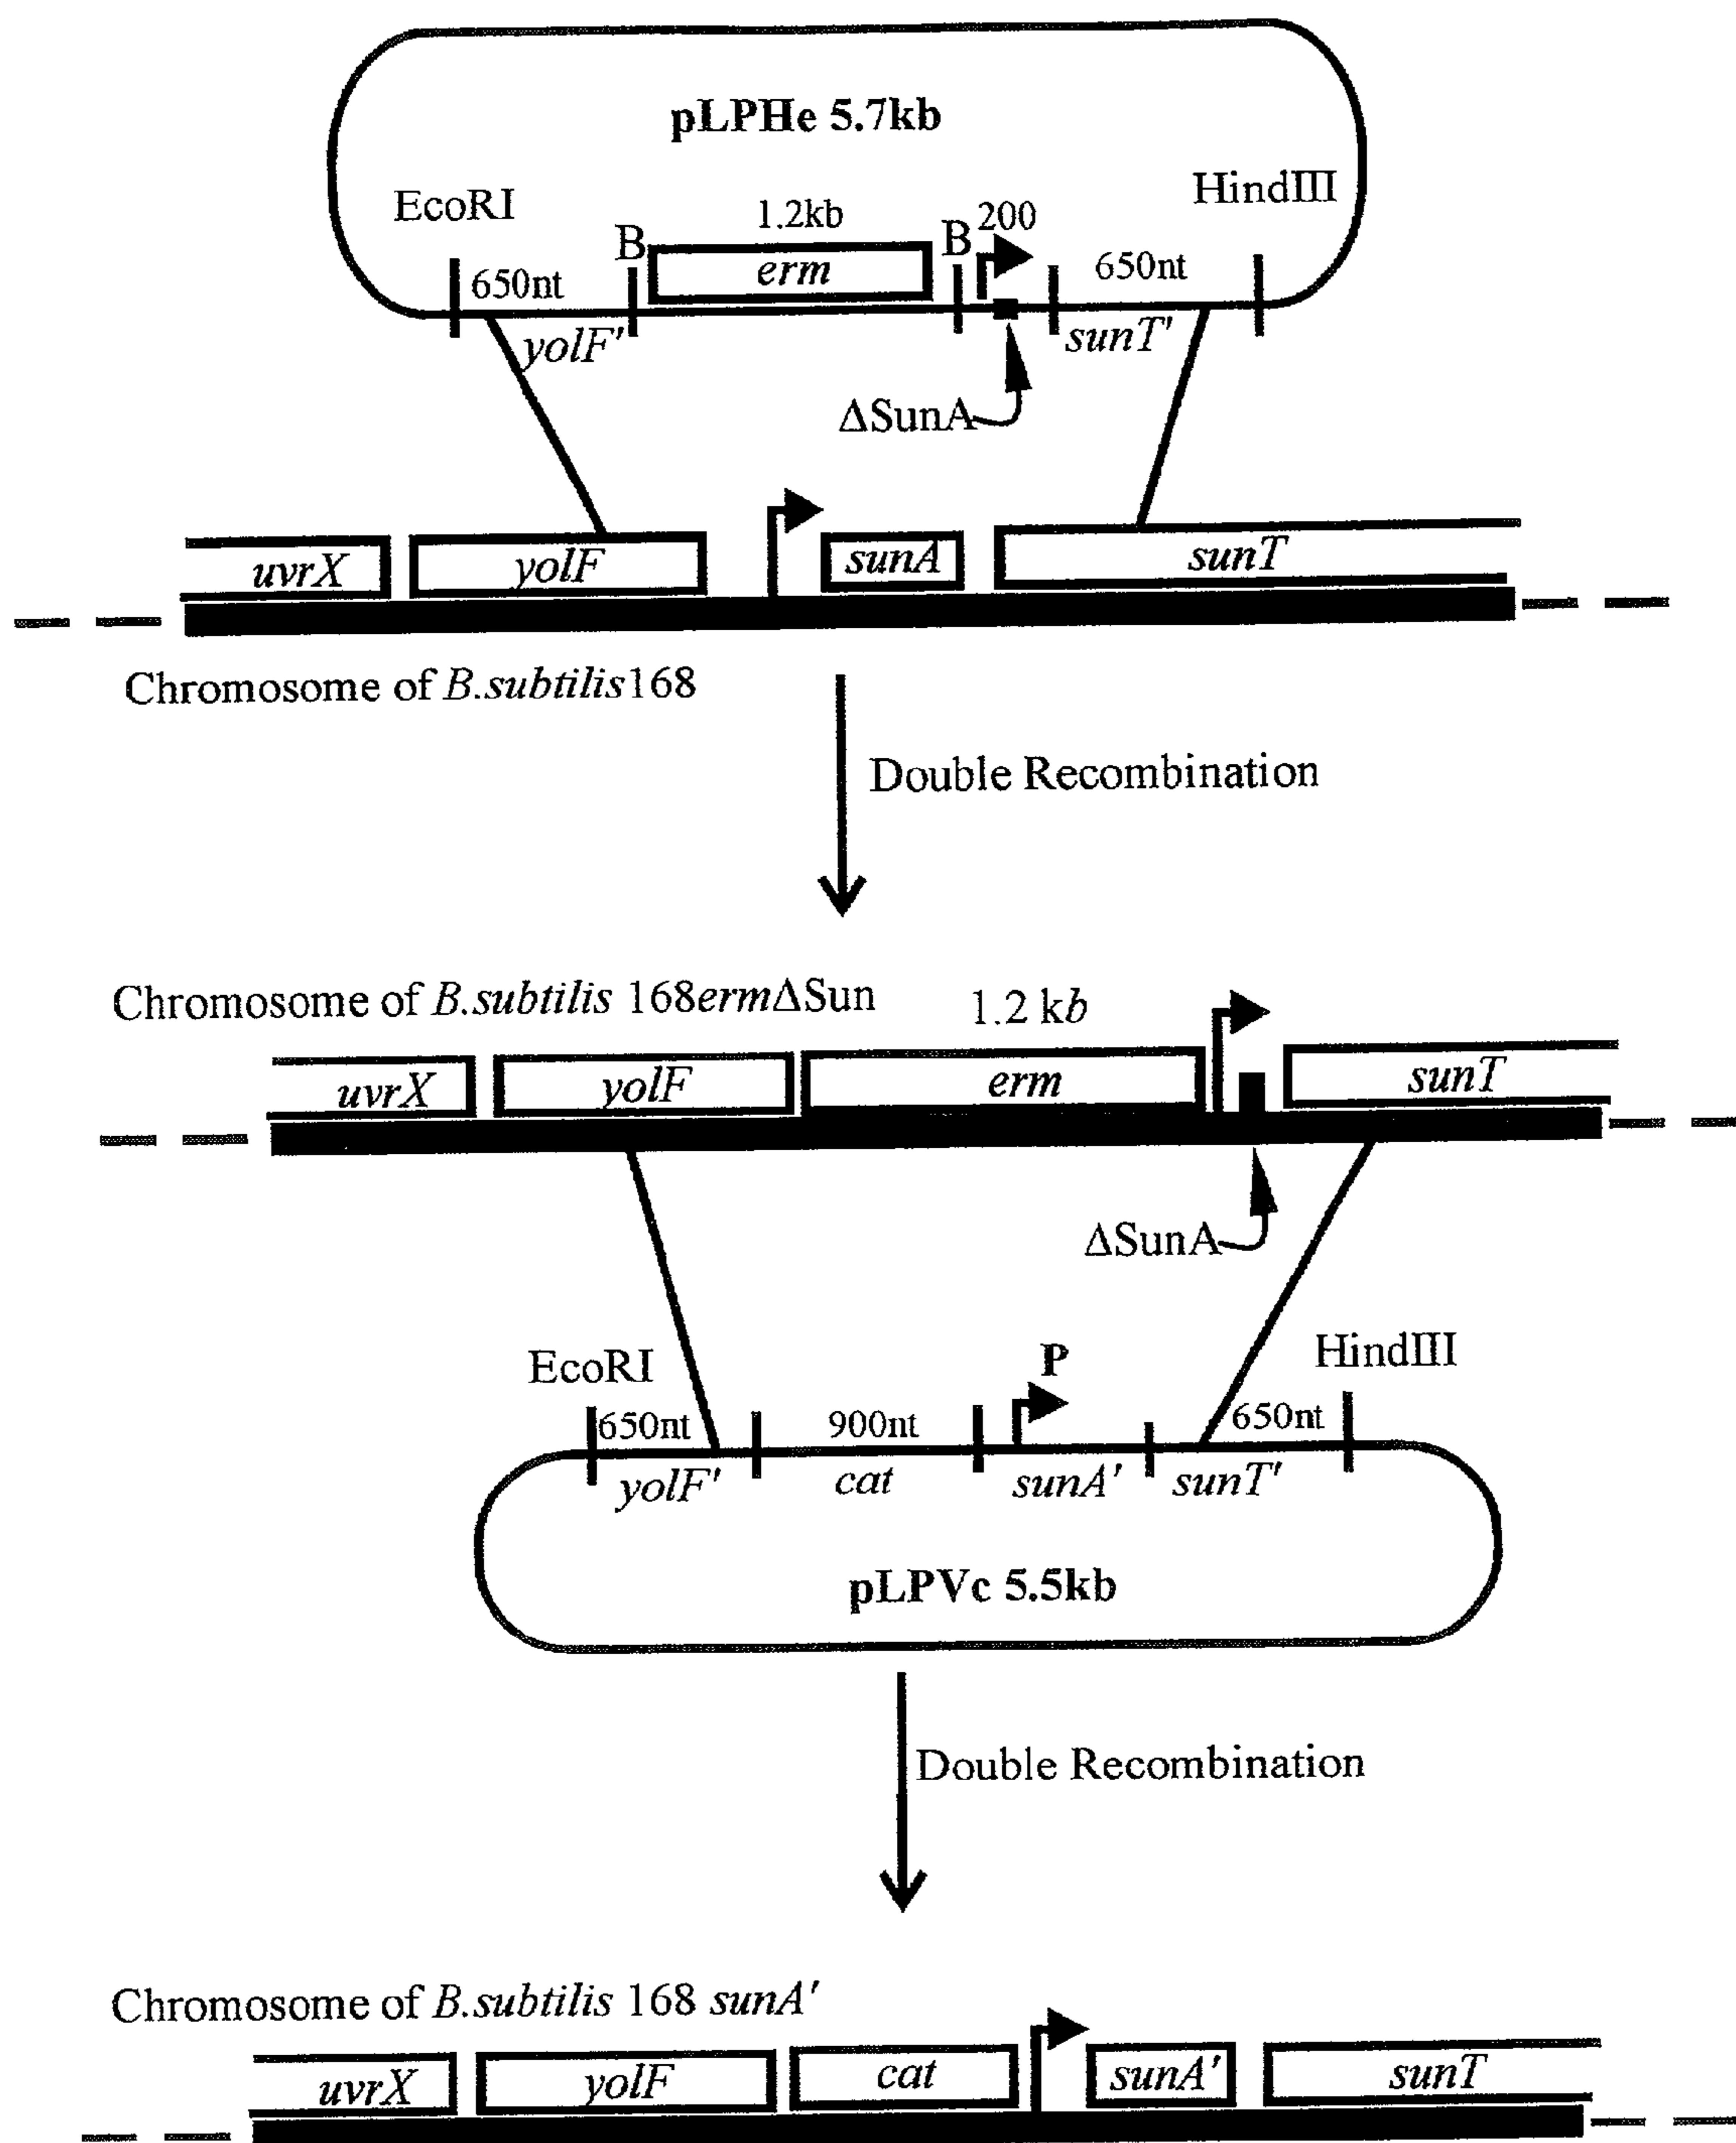 pLPHe 5.7kb
EcoRI
HindIII
1.2kb
B
B
200
650nt
erm
650nt
yolF'
sunT'
ΔSunA
uvrX
yolF
sunA
sunT
Chromosome of B.subtilis168
Double Recombination
Chromosome of B.subtilis 168ermΔSun
1.2 kb
uvrX
yolF
erm
sunT
ΔSunA
EcoRI
P
HindIII
650nt
900nt
650nt
yolF'
cat
sunA'
sunT'
pLPVc 5.5kb
Double Recombination
Chromosome of B.subtilis 168 sunA'
uvrX
yolF
cat
sunA'
sunT